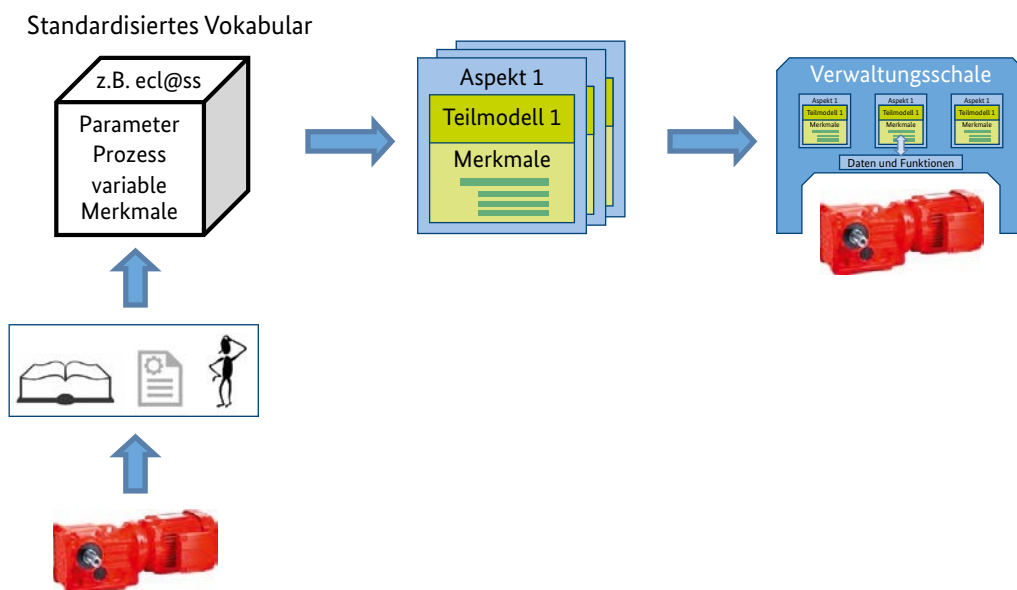 Standardisiertes Vokabular
z.B. ecl@ss
Parameter
Prozess
variable
Merkmale
Aspekt 1
Teilmodell 1
Merkmale
Verwaltungsschale
Aspekt 1
Teilmodell 1
Merkmale
Aspekt 1
Teilmodell 1
Merkmale
Aspekt 1
Teilmodell 1
Merkmale
Daten und Funktionen